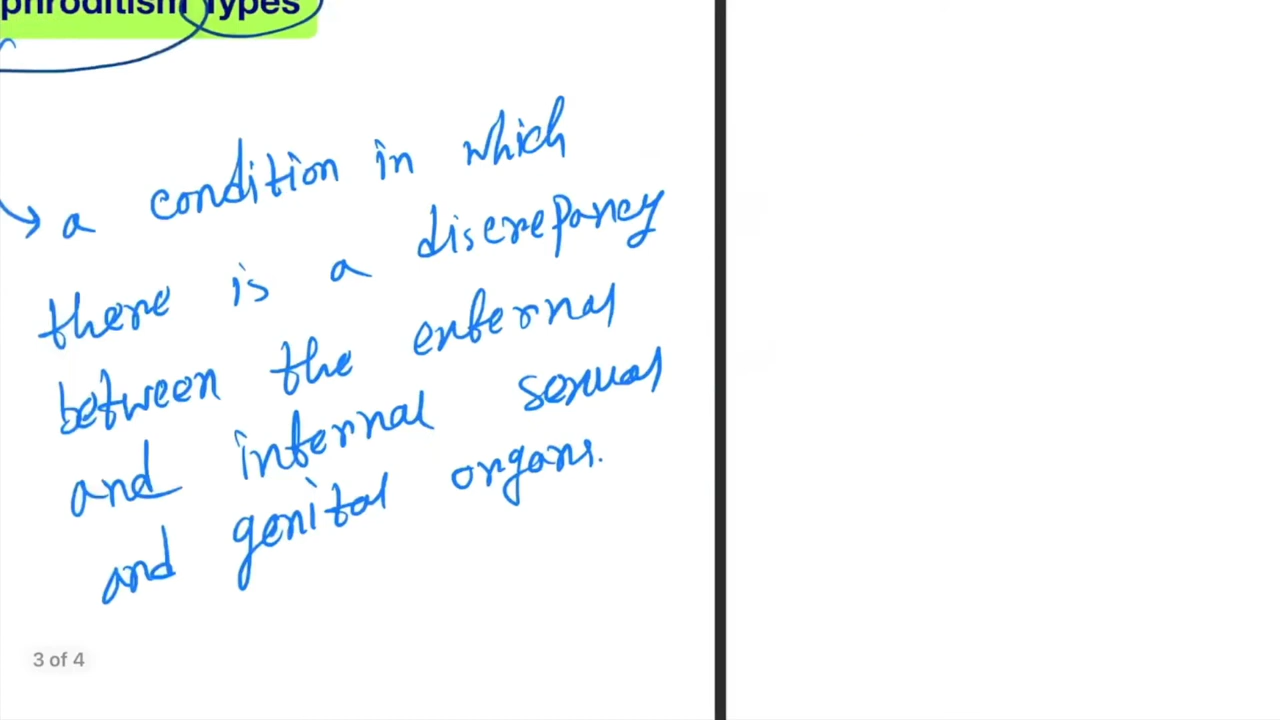 phroditism Types
a condition in which
there is a discrepancy
between the external
and internal sexual
and genital organs.
3 of 4